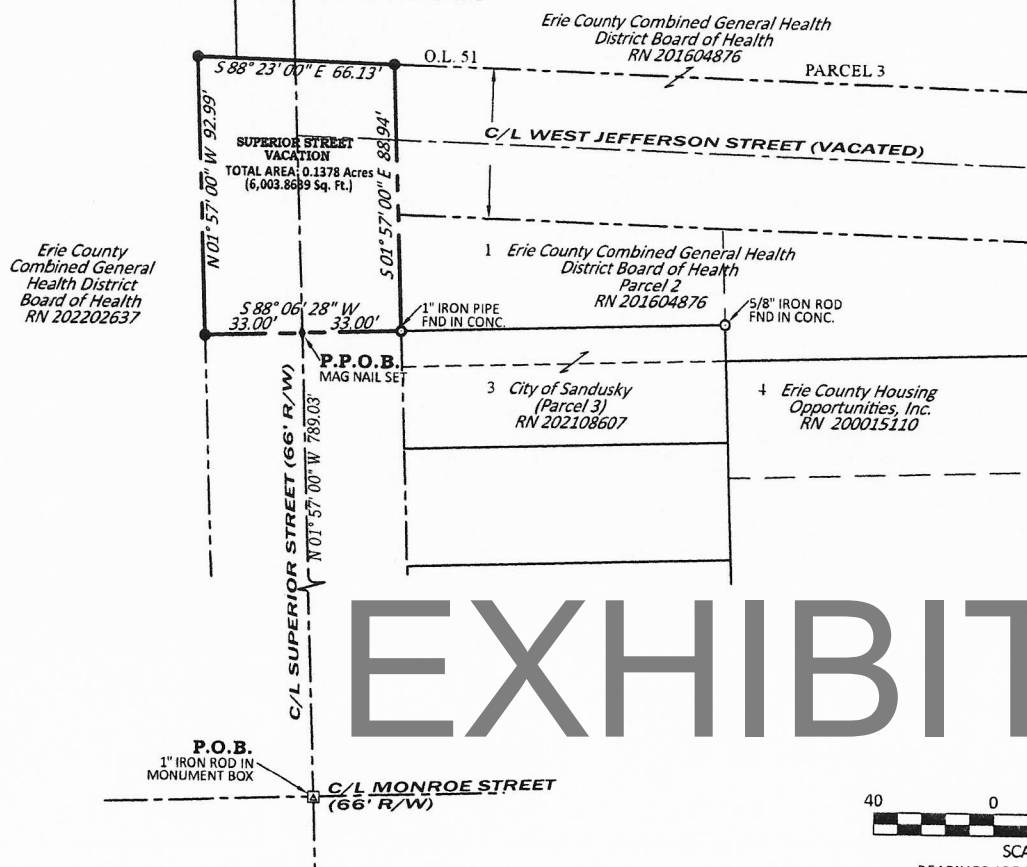 Erie County Combined General Health
District Board of Health
RN 201604876
O.L. 51
PARCEL 3
S 88° 23' 00" E 66.13'
N 01° 57' 00" W 92.99'
S 01° 57' 00" E 88.94'
C/L WEST JEFFERSON STREET (VACATED)
SUPERIOR STREET
VACATION
TOTAL AREA: 0.1378 Acres
(6,003.8689 Sq. Ft.)
Erie County
Combined General
Health District
Board of Health
RN 202202637
1 Erie County Combined General Health
District Board of Health
Parcel 2
RN 201604876
S 88° 06' 28" W
33.00' 33.00'
1" IRON PIPE
FND IN CONC.
5/8" IRON ROD
FND IN CONC.
P.P.O.B.
MAG NAIL SET
3 City of Sandusky
(Parcel 3)
RN 202108607
4 Erie County Housing
Opportunities, Inc.
RN 200015110
C/L SUPERIOR STREET (66' R/W)
N 01° 57' 00" W 789.03'
EXHIBIT
P.O.B.
1" IRON ROD IN
MONUMENT BOX
C/L MONROE STREET
(66' R/W)
40 0